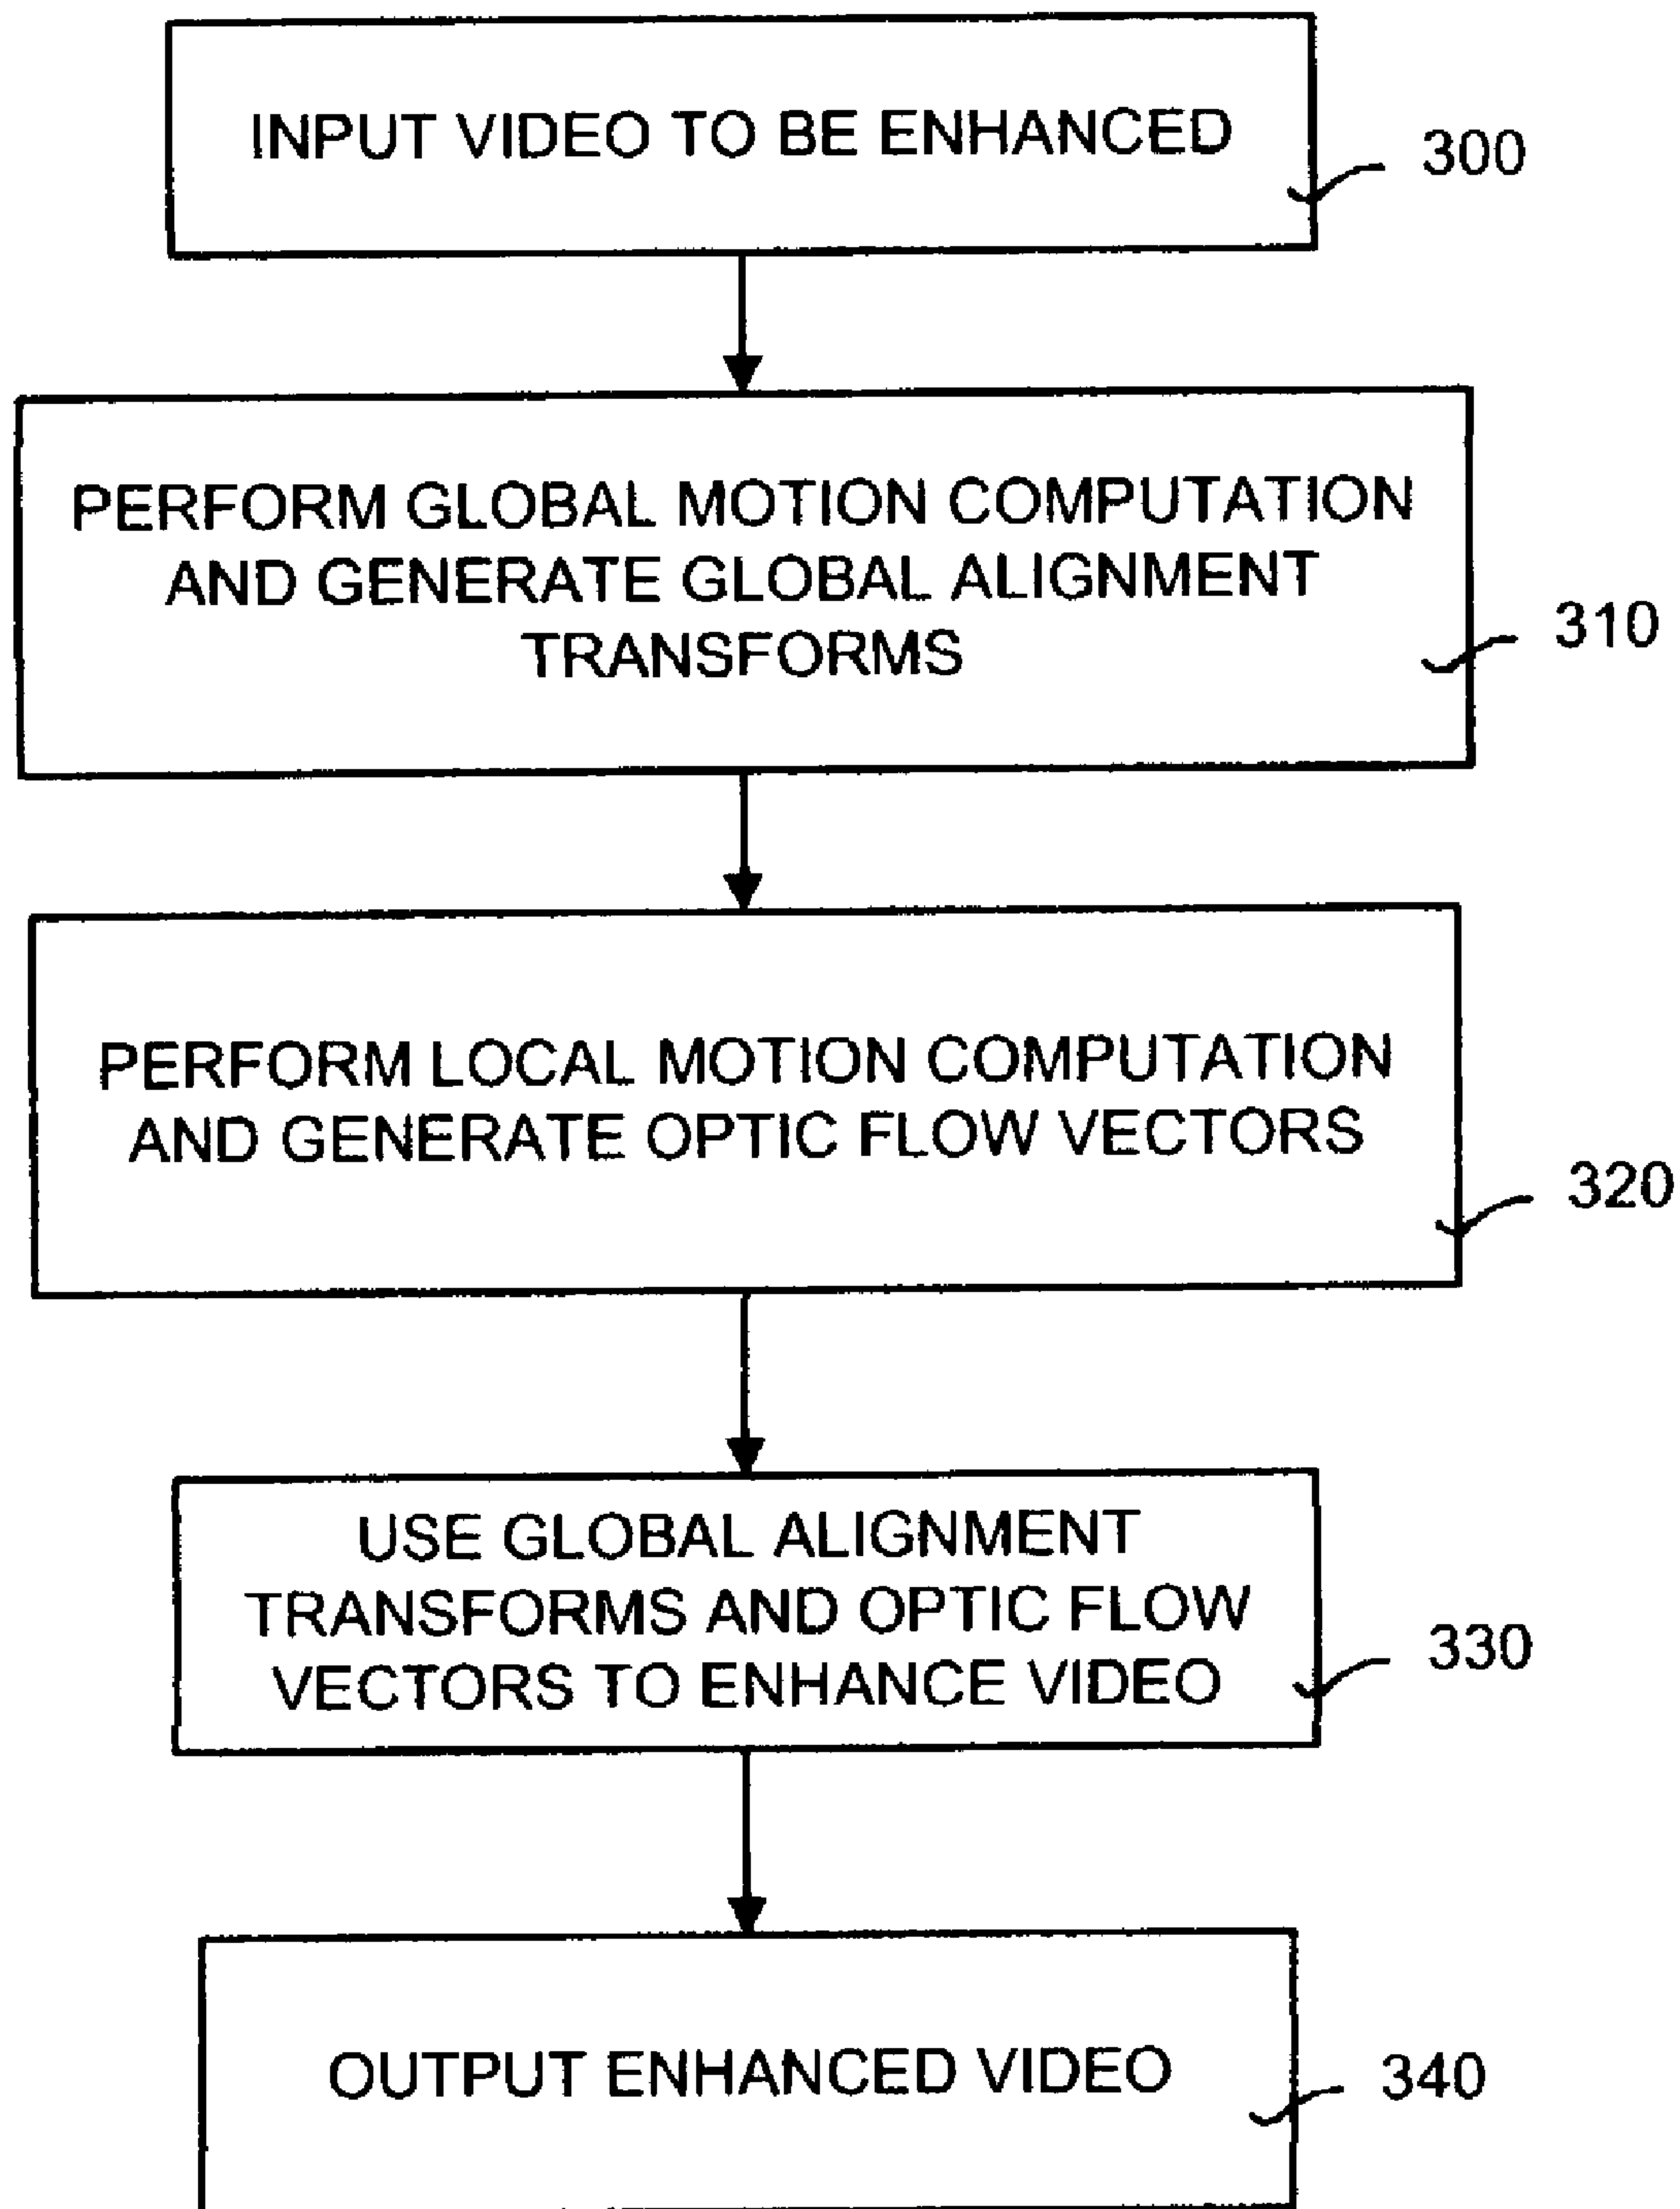 INPUT VIDEO TO BE ENHANCED
300
PERFORM GLOBAL MOTION COMPUTATION
AND GENERATE GLOBAL ALIGNMENT
TRANSFORMS
310
PERFORM LOCAL MOTION COMPUTATION
AND GENERATE OPTIC FLOW VECTORS
320
USE GLOBAL ALIGNMENT
TRANSFORMS AND OPTIC FLOW
VECTORS TO ENHANCE VIDEO
330
OUTPUT ENHANCED VIDEO
340